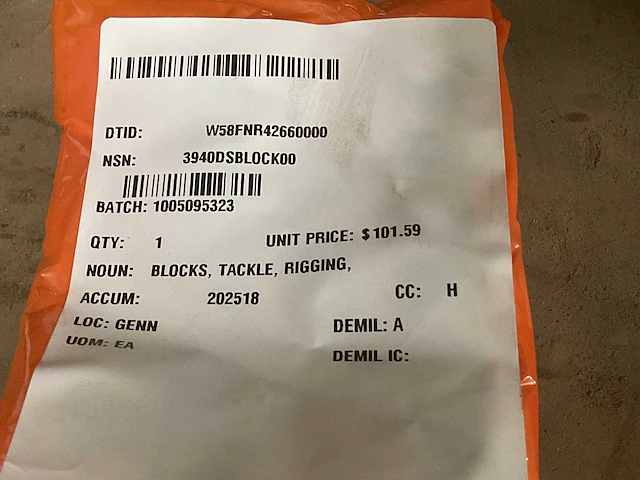 DTID: W58FNR42660000
NSN: 3940DSBLOCK00
BATCH: 1005095323
QTY: 1 UNIT PRICE: $101.59
NOUN: BLOCKS, TACKLE, RIGGING,
ACCUM: 202518 CC: H
LOC: GENN DEMIL: A
UOM: EA DEMIL IC: